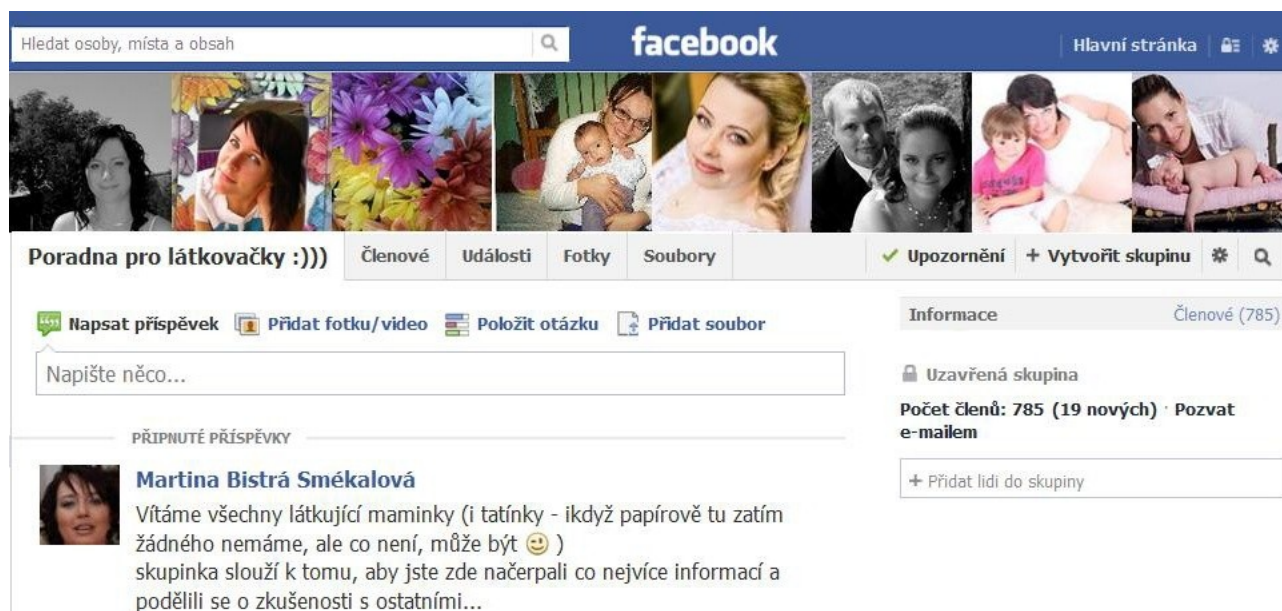 Hledat osoby, místa a obsah
facebook
Hlavní stránka
Poradna pro látkovačky :)))
Členové
Události
Fotky
Soubory
Upozornění
+ Vytvořit skupinu
Napsat příspěvek
Přidat fotku/video
Položit otázku
Přidat soubor
Napište něco...
PŘIPNUTÉ PŘÍSPĚVKY
Martina Bistrá Smékalová
Vítáme všechny látkující maminky (i tatínky - ikdyž papírově tu zatím
žádného nemáme, ale co není, může být 😉 )
skupinka slouží k tomu, aby jste zde načerpali co nejvíce informací a
podělili se o zkušenosti s ostatními...
Informace
Členové (785)
Uzavřená skupina
Počet členů: 785 (19 nových) · Pozvat
e-mailem
+ Přidat lidi do skupiny